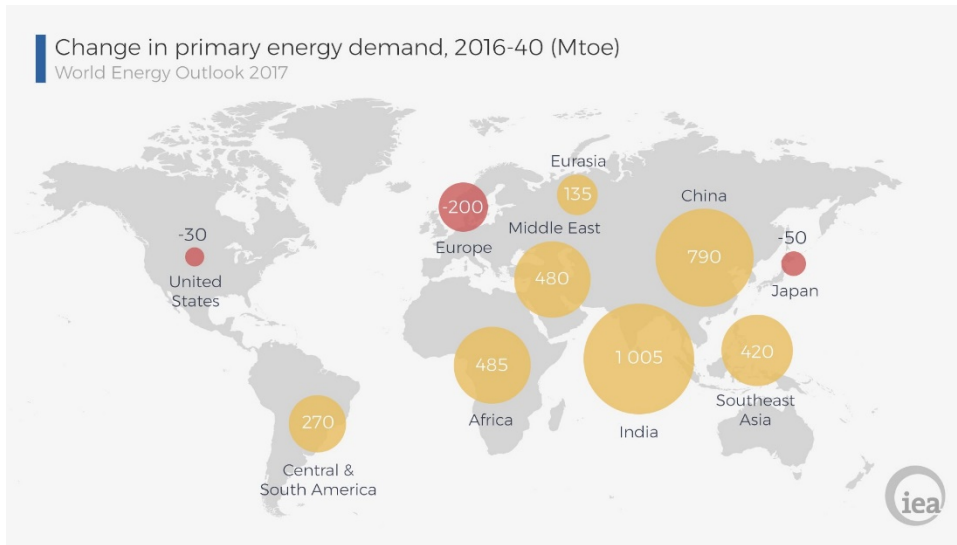 Change in primary energy demand, 2016-40 (Mtoe)
World Energy Outlook 2017
Eurasia
135
China
790
-200
Europe
Middle East
480
-30
United
States
-50
Japan
485
Africa
1 005
India
420
Southeast
Asia
270
Central &
South America
iea